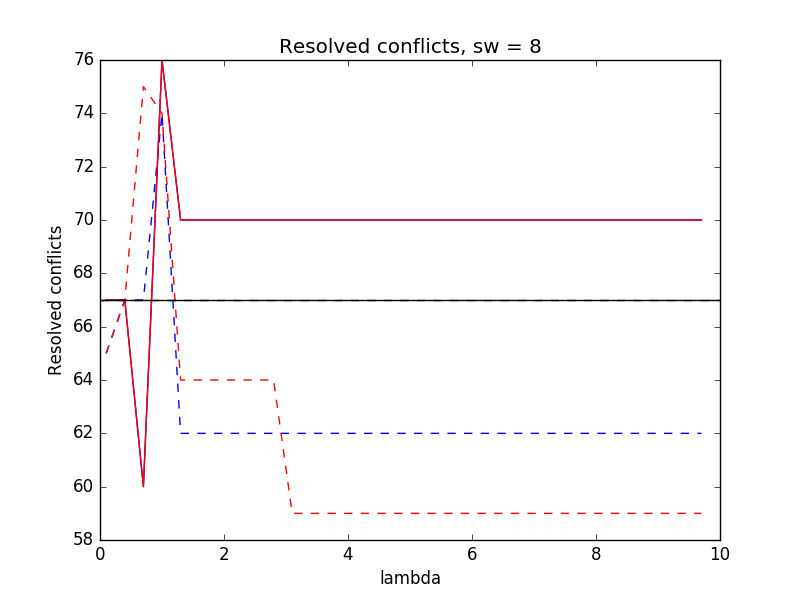 Resolved conflicts, sw = 8
76
74
72
70
68
66
64
62
60
58
Resolved conflicts
0 2 4 6 8 10
lambda